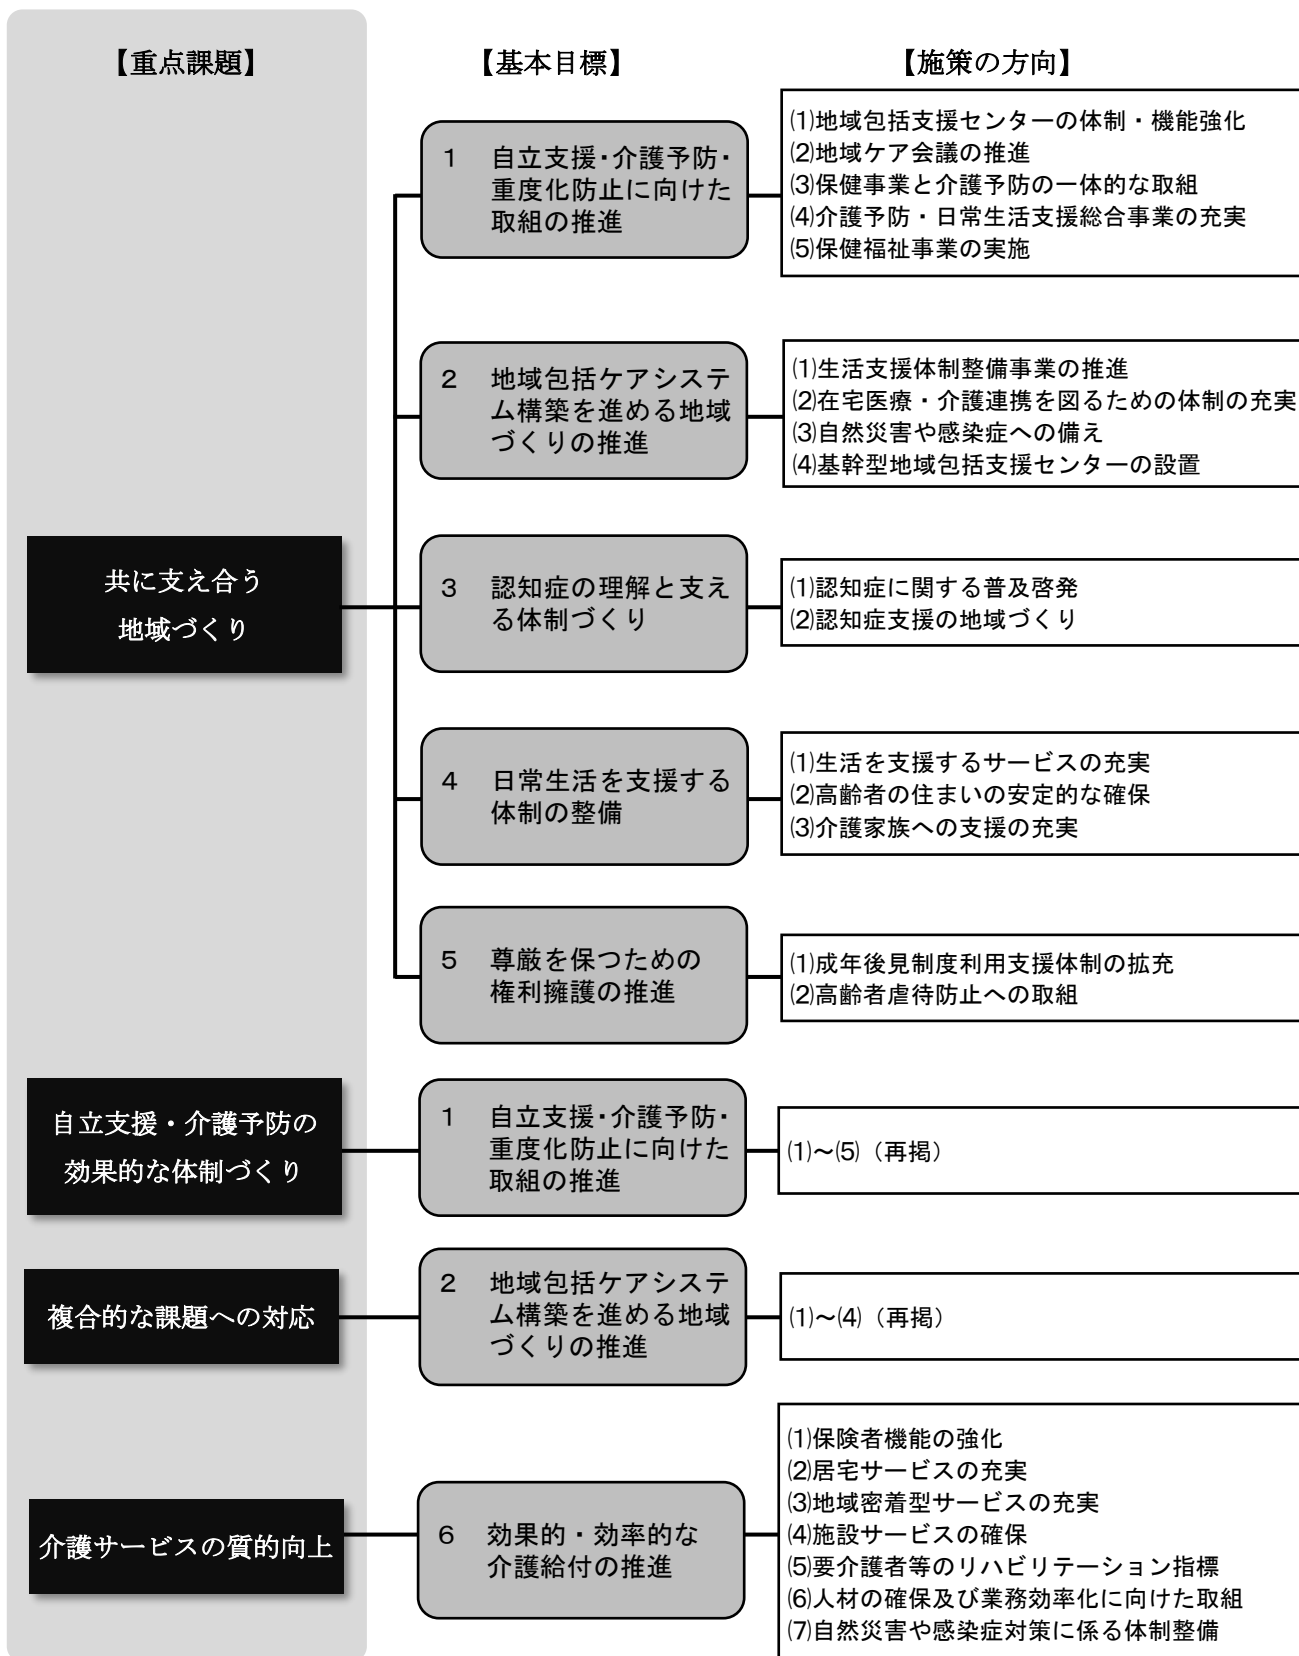 【重点課題】
【基本目標】
【施策の方向】
共に支え合う
地域づくり
1 自立支援・介護予防・
重度化防止に向けた
取組の推進
⑴地域包括支援センターの体制・機能強化
⑵地域ケア会議の推進
⑶保健事業と介護予防の一体的な取組
⑷介護予防・日常生活支援総合事業の充実
⑸保健福祉事業の実施
2 地域包括ケアシステ
ム構築を進める地域
づくりの推進
⑴生活支援体制整備事業の推進
⑵在宅医療・介護連携を図るための体制の充実
⑶自然災害や感染症への備え
⑷基幹型地域包括支援センターの設置
3 認知症の理解と支え
る体制づくり
⑴認知症に関する普及啓発
⑵認知症支援の地域づくり
4 日常生活を支援する
体制の整備
⑴生活を支援するサービスの充実
⑵高齢者の住まいの安定的な確保
⑶介護家族への支援の充実
5 尊厳を保つための
権利擁護の推進
⑴成年後見制度利用支援体制の拡充
⑵高齢者虐待防止への取組
自立支援・介護予防の
効果的な体制づくり
1 自立支援・介護予防・
重度化防止に向けた
取組の推進
⑴～⑸（再掲）
複合的な課題への対応
2 地域包括ケアシステ
ム構築を進める地域
づくりの推進
⑴～⑷（再掲）
介護サービスの質的向上
6 効果的・効率的な
介護給付の推進
⑴保険者機能の強化
⑵居宅サービスの充実
⑶地域密着型サービスの充実
⑷施設サービスの確保
⑸要介護者等のリハビリテーション指標
⑹人材の確保及び業務効率化に向けた取組
⑺自然災害や感染症対策に係る体制整備